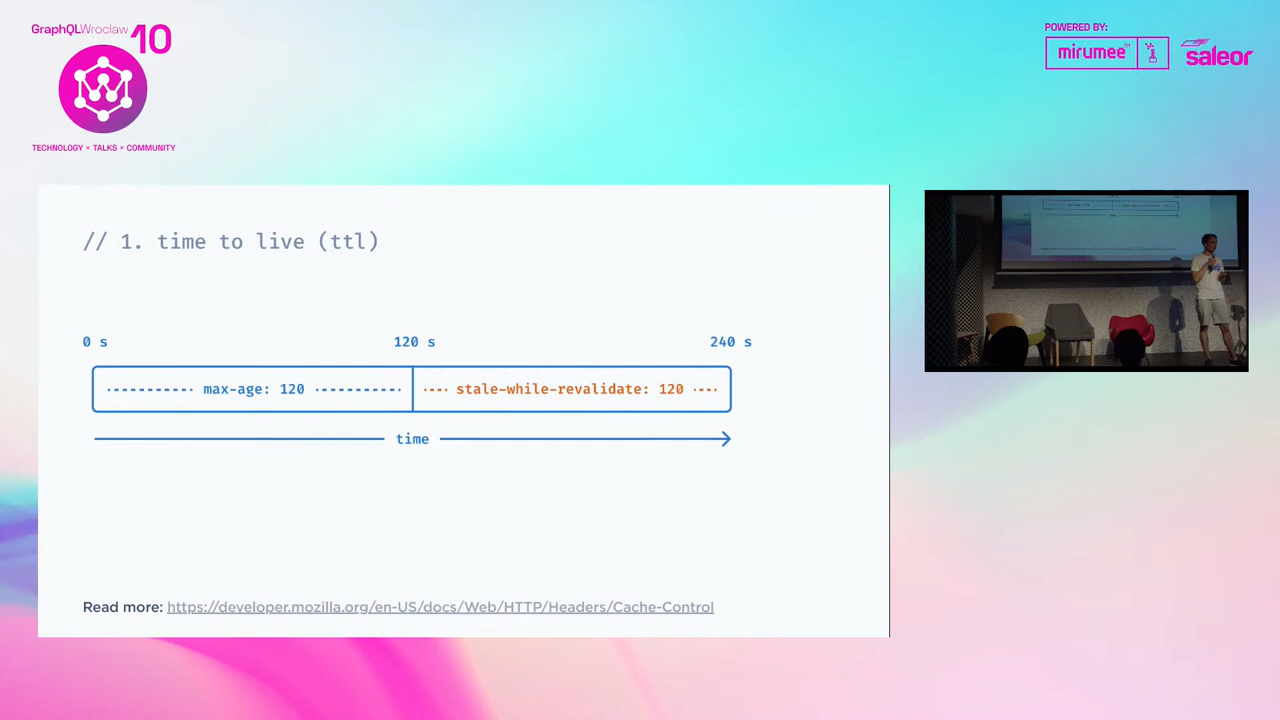 GraphQLWroclaw 10
TECHNOLOGY × TALKS × COMMUNITY
POWERED BY:
mirumee
saleor
// 1. time to live (ttl)
0 s 120 s 240 s
max-age: 120 stale-while-revalidate: 120
time
Read more: https://developer.mozilla.org/en-US/docs/Web/HTTP/Headers/Cache-Control